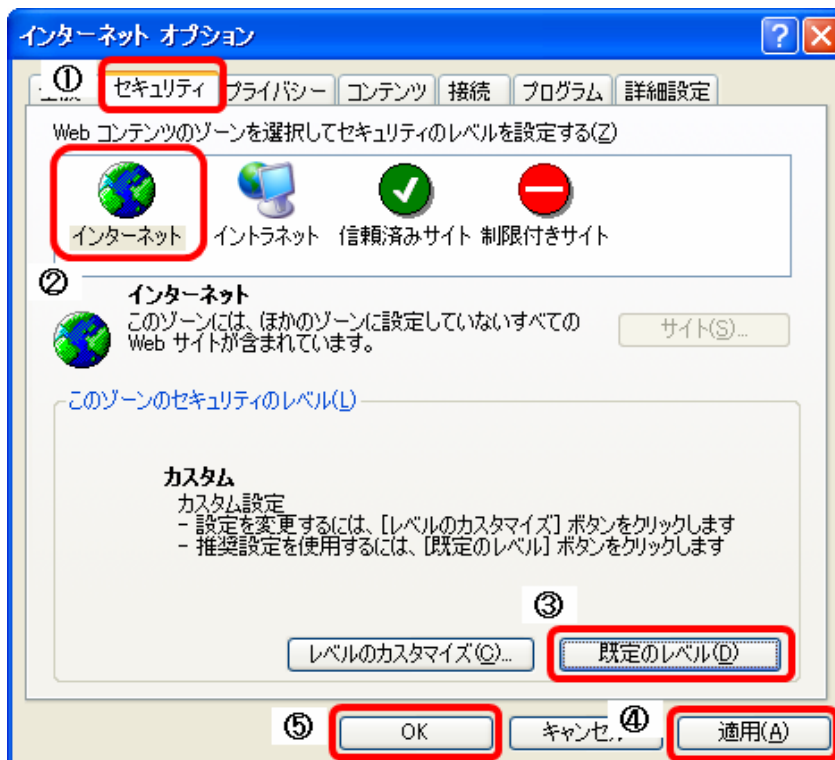 インターネット オプション
①
セキュリティ プライバシー コンテンツ 接続 プログラム 詳細設定
Web コンテンツのゾーンを選択してセキュリティのレベルを設定する(Z)
インターネット イントラネット 信頼済みサイト 制限付きサイト
②
インターネット
このゾーンには、ほかのゾーンに設定していないすべての
Web サイトが含まれています。
サイト(S)...
このゾーンのセキュリティのレベル(L)
カスタム
カスタム設定
- 設定を変更するには、[レベルのカスタマイズ] ボタンをクリックします
- 推奨設定を使用するには、[既定のレベル] ボタンをクリックします
③
レベルのカスタマイズ(C)... 既定のレベル(D)
⑤ OK キャンセ ④ 適用(A)